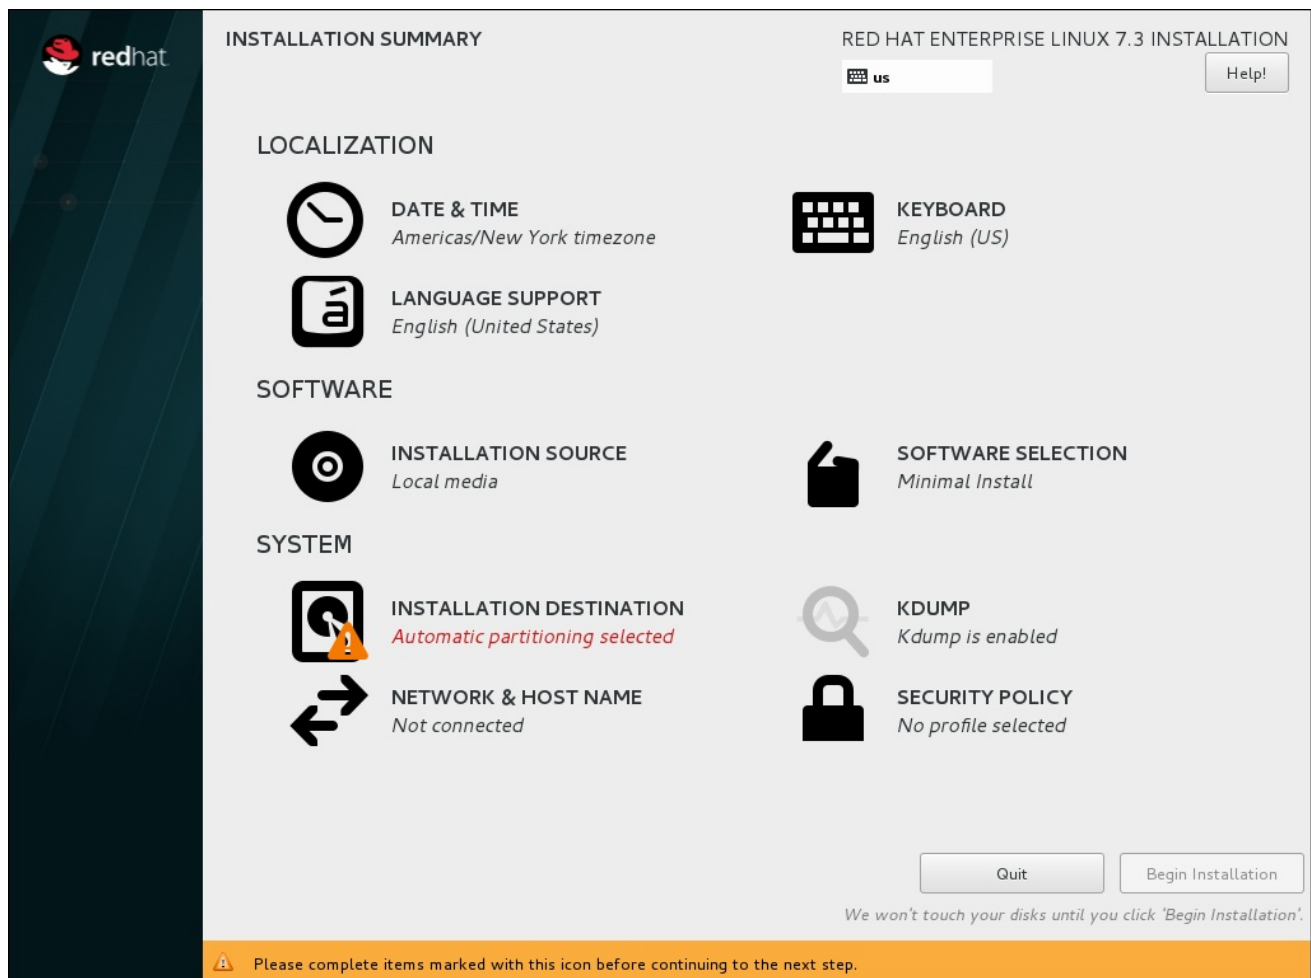 redhat
INSTALLATION SUMMARY
RED HAT ENTERPRISE LINUX 7.3 INSTALLATION
us
Help!
LOCALIZATION
DATE & TIME
Americas/New York timezone
KEYBOARD
English (US)
á
LANGUAGE SUPPORT
English (United States)
SOFTWARE
INSTALLATION SOURCE
Local media
SOFTWARE SELECTION
Minimal Install
SYSTEM
INSTALLATION DESTINATION
Automatic partitioning selected
KDUMP
Kdump is enabled
NETWORK & HOST NAME
Not connected
SECURITY POLICY
No profile selected
Quit
Begin Installation
We won't touch your disks until you click 'Begin Installation'.
Please complete items marked with this icon before continuing to the next step.